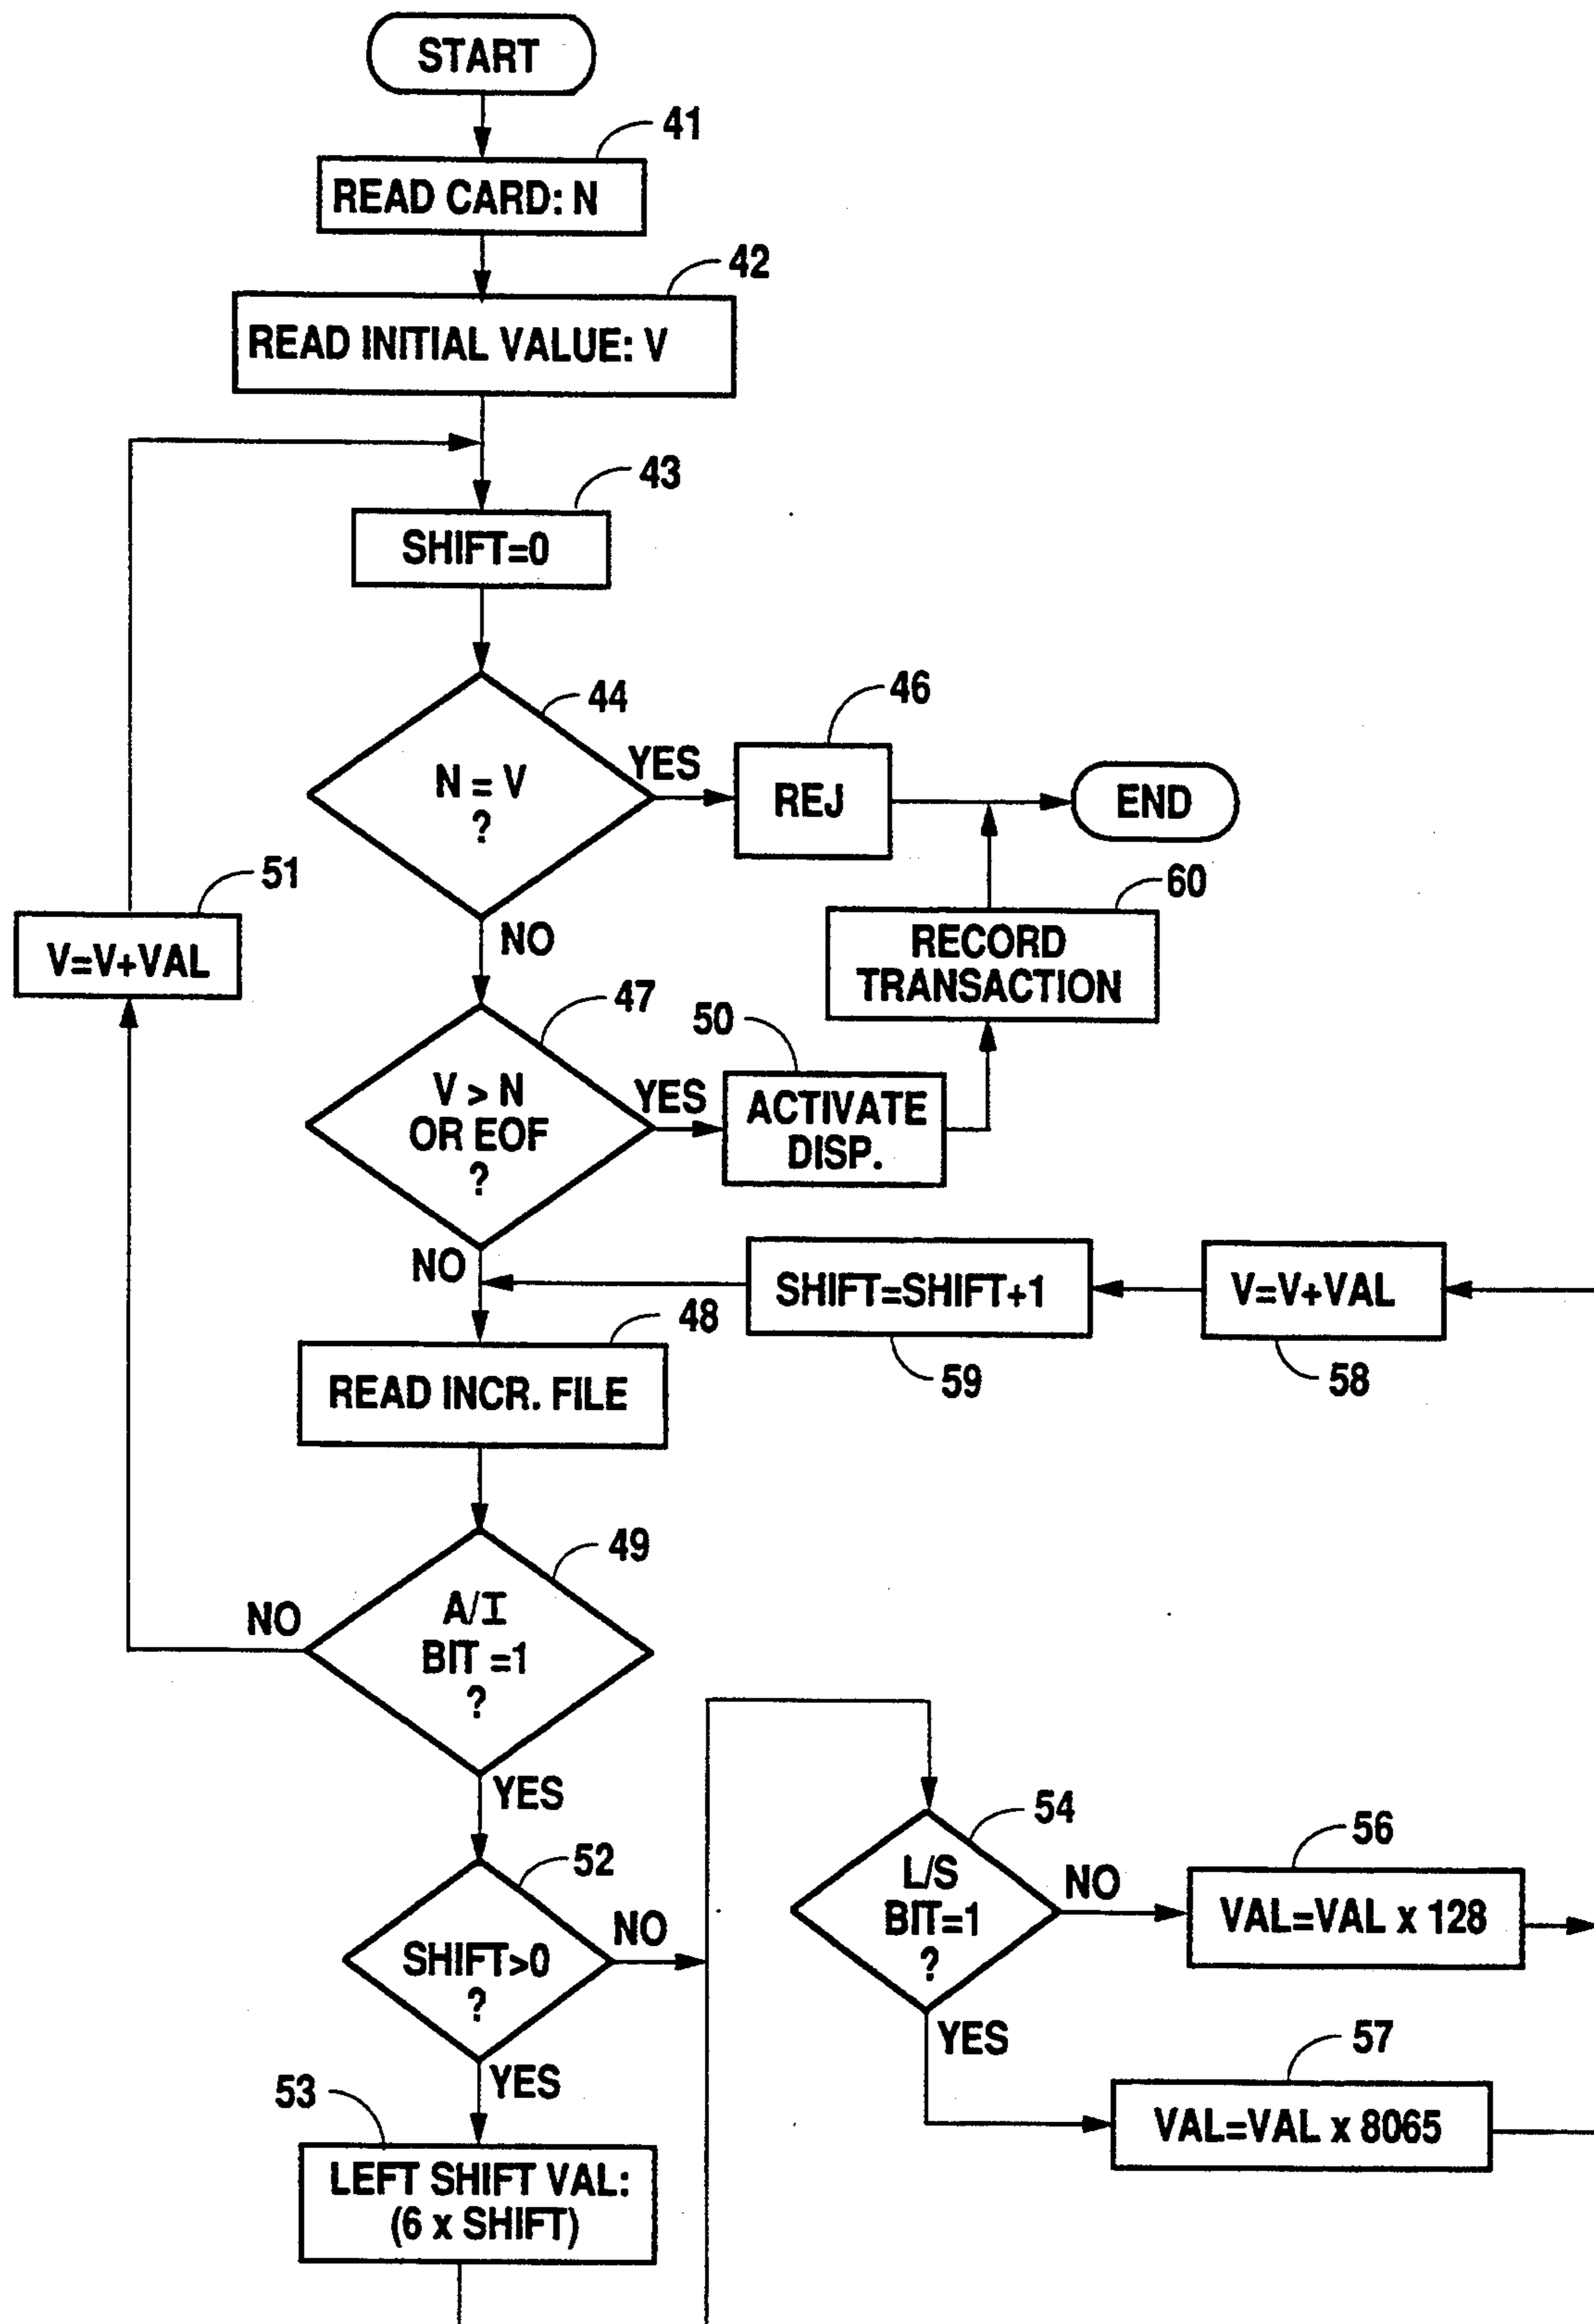 START
41
READ CARD: N
42
READ INITIAL VALUE: V
43
SHIFT=0
44
N = V
?
YES
46
REJ
END
NO
51
V=V+VAL
60
RECORD
TRANSACTION
47
V > N
OR EOF
?
YES
50
ACTIVATE
DISP.
NO
SHIFT=SHIFT+1
59
V=V+VAL
58
48
READ INCR. FILE
49
A/I
BIT =1
?
NO
YES
52
SHIFT>0
?
NO
YES
54
L/S
BIT=1
?
NO
56
VAL=VAL x 128
YES
57
VAL=VAL x 8065
53
LEFT SHIFT VAL:
(6 x SHIFT)